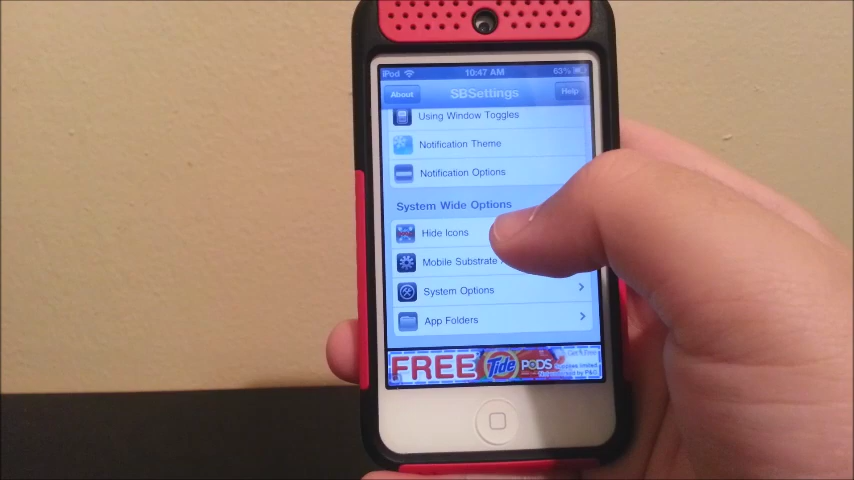 iPod 10:47 AM 63%
About SBSettings Help
Using Window Toggles
Notification Theme
Notification Options
System Wide Options
Hide Icons
Mobile Substrate
System Options
App Folders
FREE Tide PODS